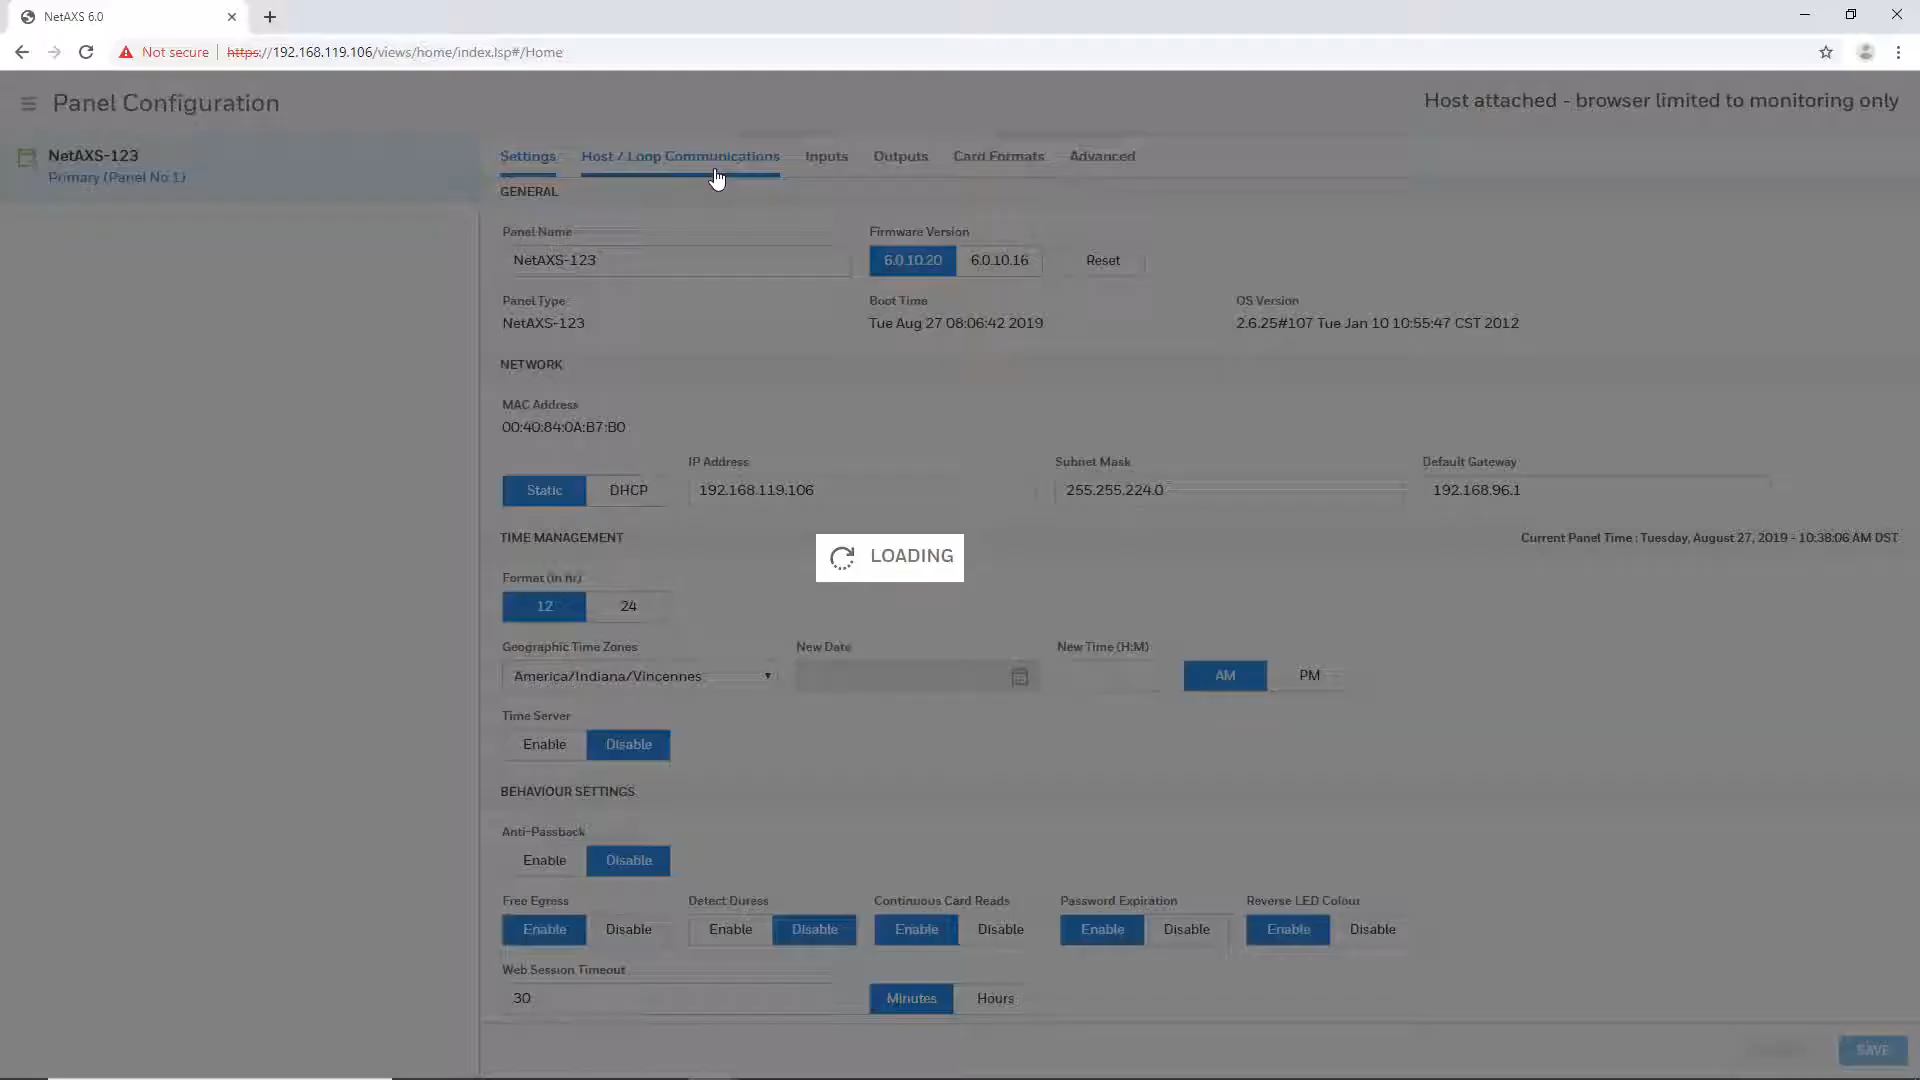 NetAXS 6.0
Not secure
https://192.168.119.106/views/home/index.lsp#/Home
Panel Configuration
Host attached - browser limited to monitoring only
NetAXS-123
Primary (Panel No 1)
Settings Host / Loop Communications Inputs Outputs Card Formats Advanced
GENERAL
Panel Name Firmware Version
NetAXS-123 6.0.10.20 6.0.10.16 Reset
Panel Type Boot Time OS Version
NetAXS-123 Tue Aug 27 08:06:42 2019 2.6.25#107 Tue Jan 10 10:55:47 CST 2012
NETWORK
MAC Address
00:40:84:0A:B7:B0
IP Address Subnet Mask Default Gateway
Static DHCP 192.168.119.106 255.255.224.0 192.168.96.1
TIME MANAGEMENT Current Panel Time : Tuesday, August 27, 2019 - 10:38:06 AM DST
LOADING
Format (in hr)
12 24
Geographic Time Zones New Date New Time (H:M)
America/Indiana/Vincennes AM PM
Time Server
Enable Disable
BEHAVIOUR SETTINGS
Anti-Passback
Enable Disable
Free Egress Detect Duress Continuous Card Reads Password Expiration Reverse LED Colour
Enable Disable Enable Disable Enable Disable Enable Disable Enable Disable
Web Session Timeout
30 Minutes Hours
SAVE